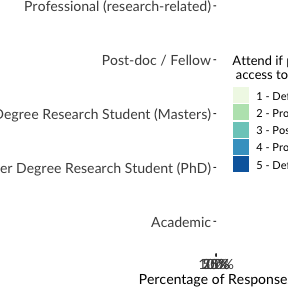 Professional (research-related)
Post-doc / Fellow
Attend if
access to
Degree Research Student (Masters)
1 - De
2 - Pro
3 - Pos
4 - Pro
5 - De
er Degree Research Student (PhD)
Academic
Percentage of Response